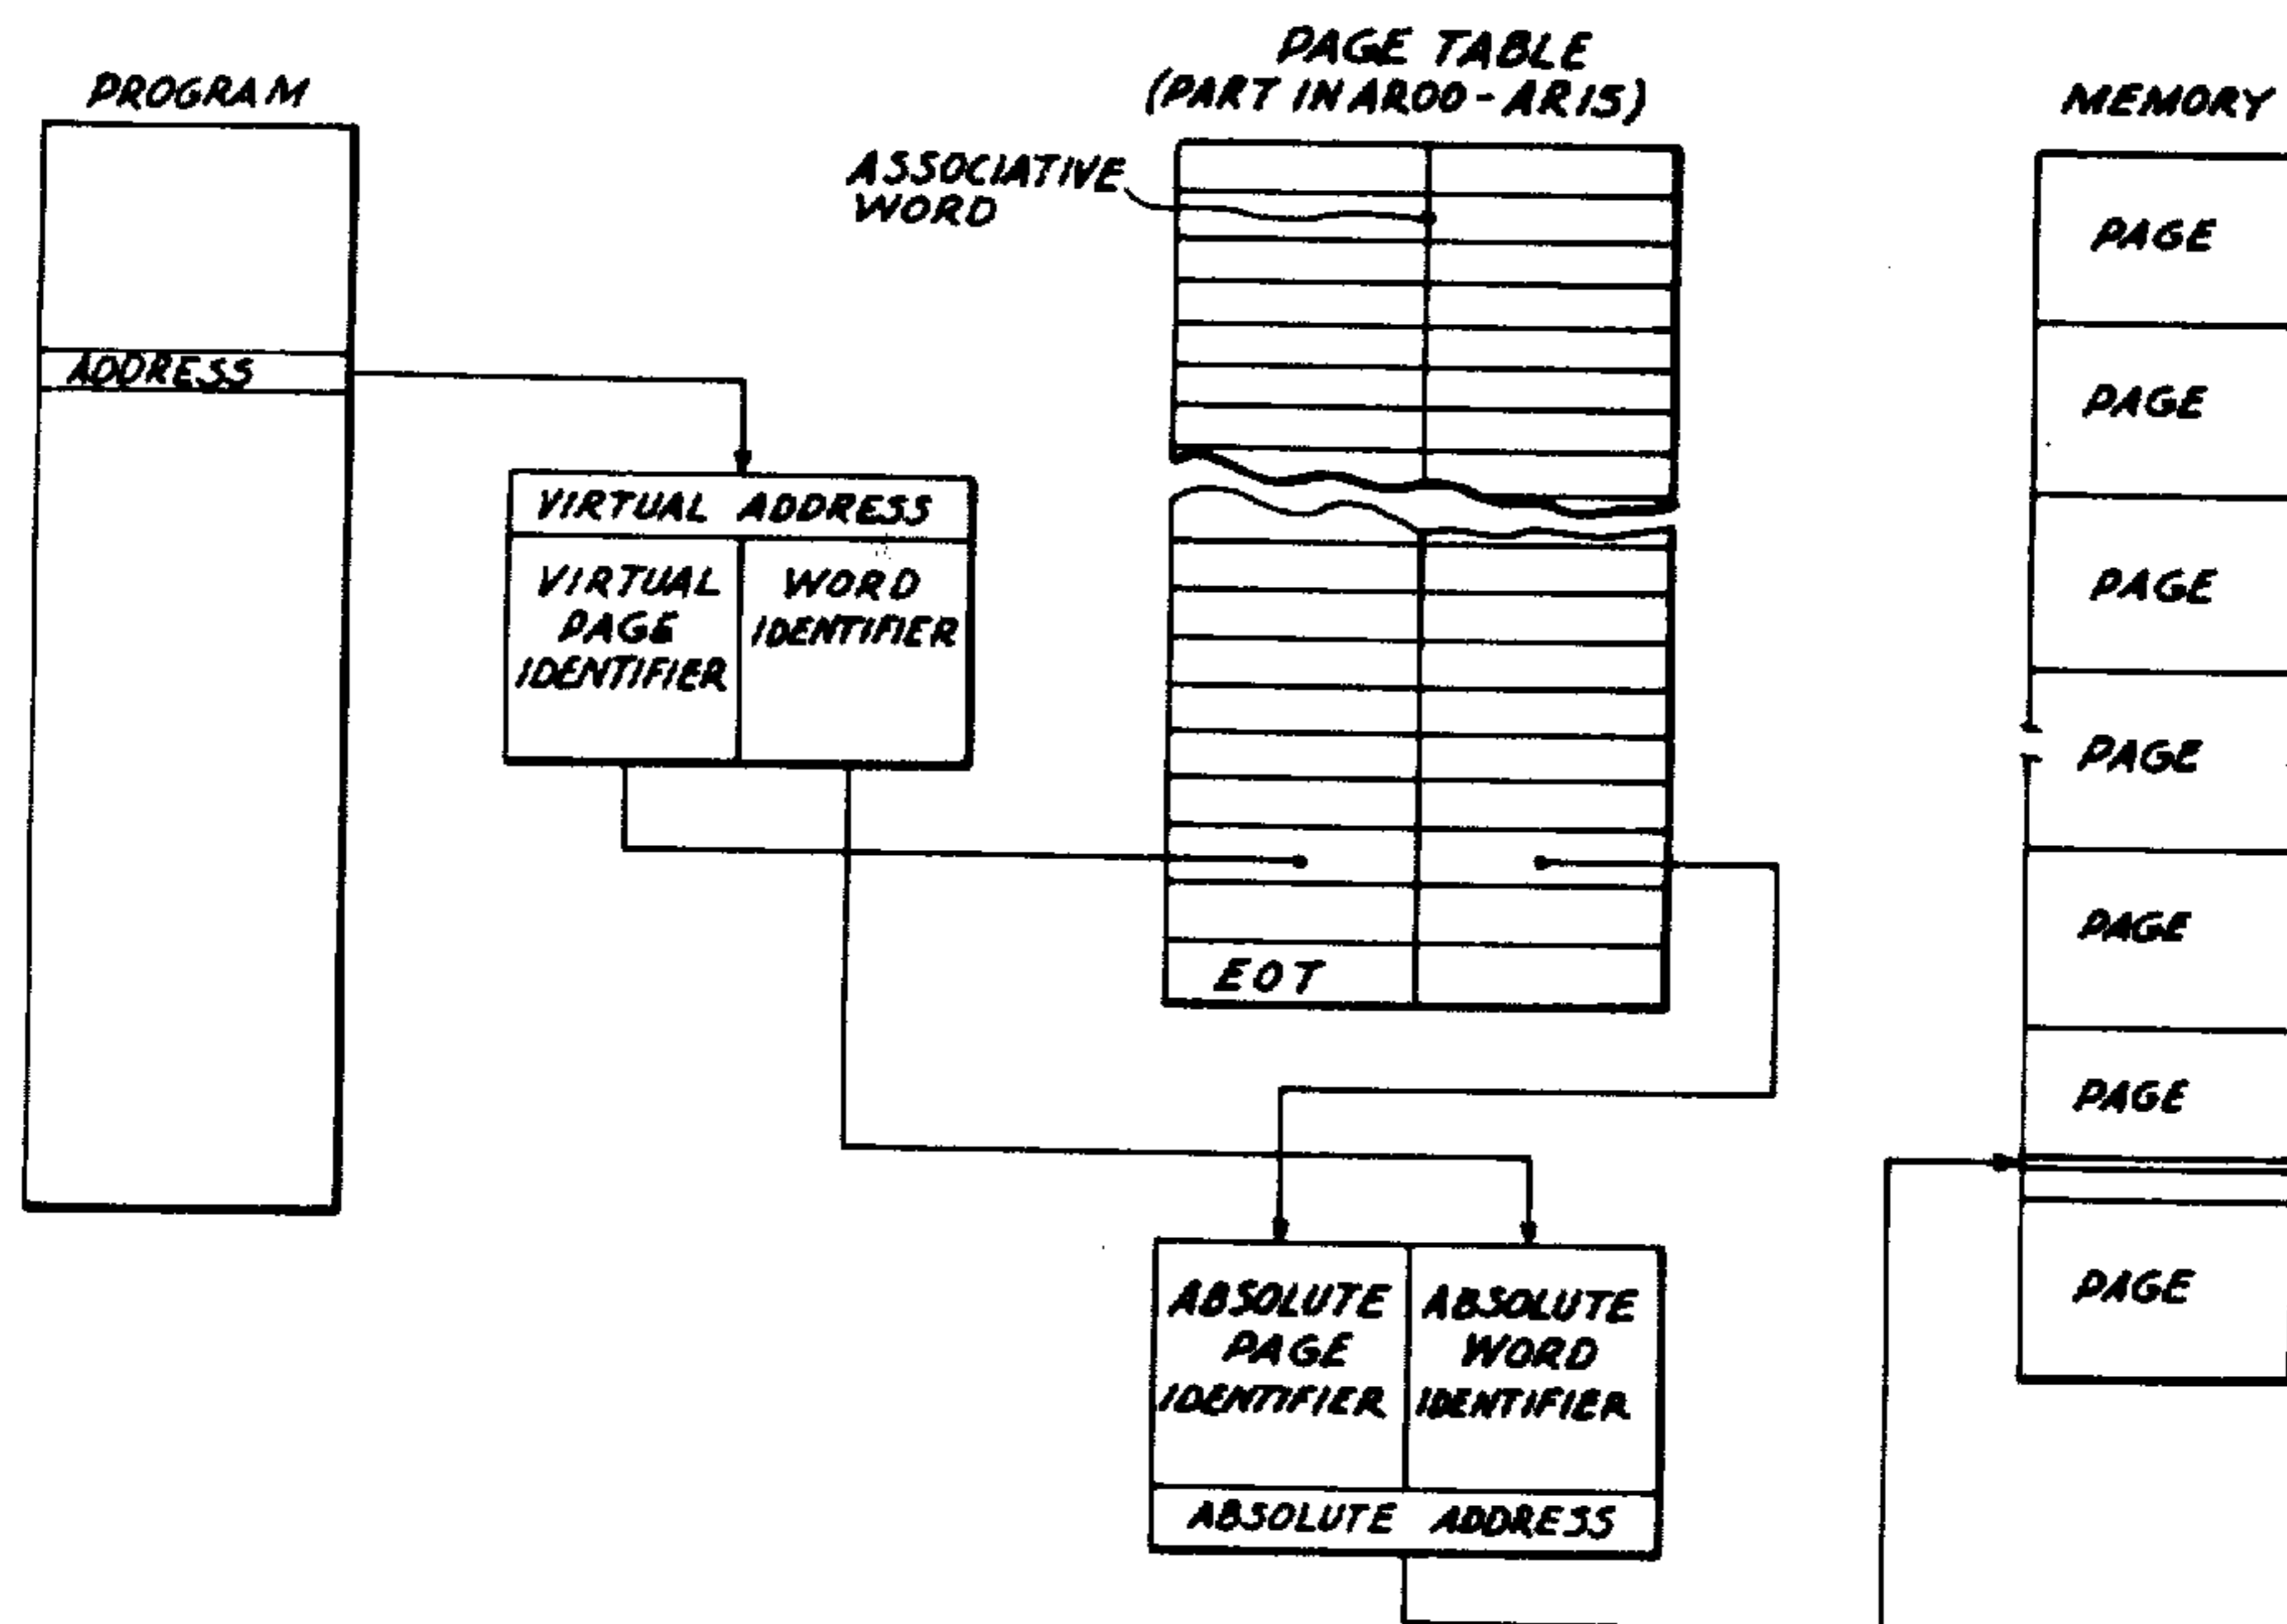 PROGRAM
ADDRESS
VIRTUAL ADDRESS
VIRTUAL
PAGE
IDENTIFIER
WORD
IDENTIFIER
PAGE TABLE
(PART IN AR00-AR15)
ASSOCIATIVE
WORD
EOT
ABSOLUTE
PAGE
IDENTIFIER
ABSOLUTE
WORD
IDENTIFIER
ABSOLUTE ADDRESS
MEMORY
PAGE
PAGE
PAGE
PAGE
PAGE
PAGE
PAGE